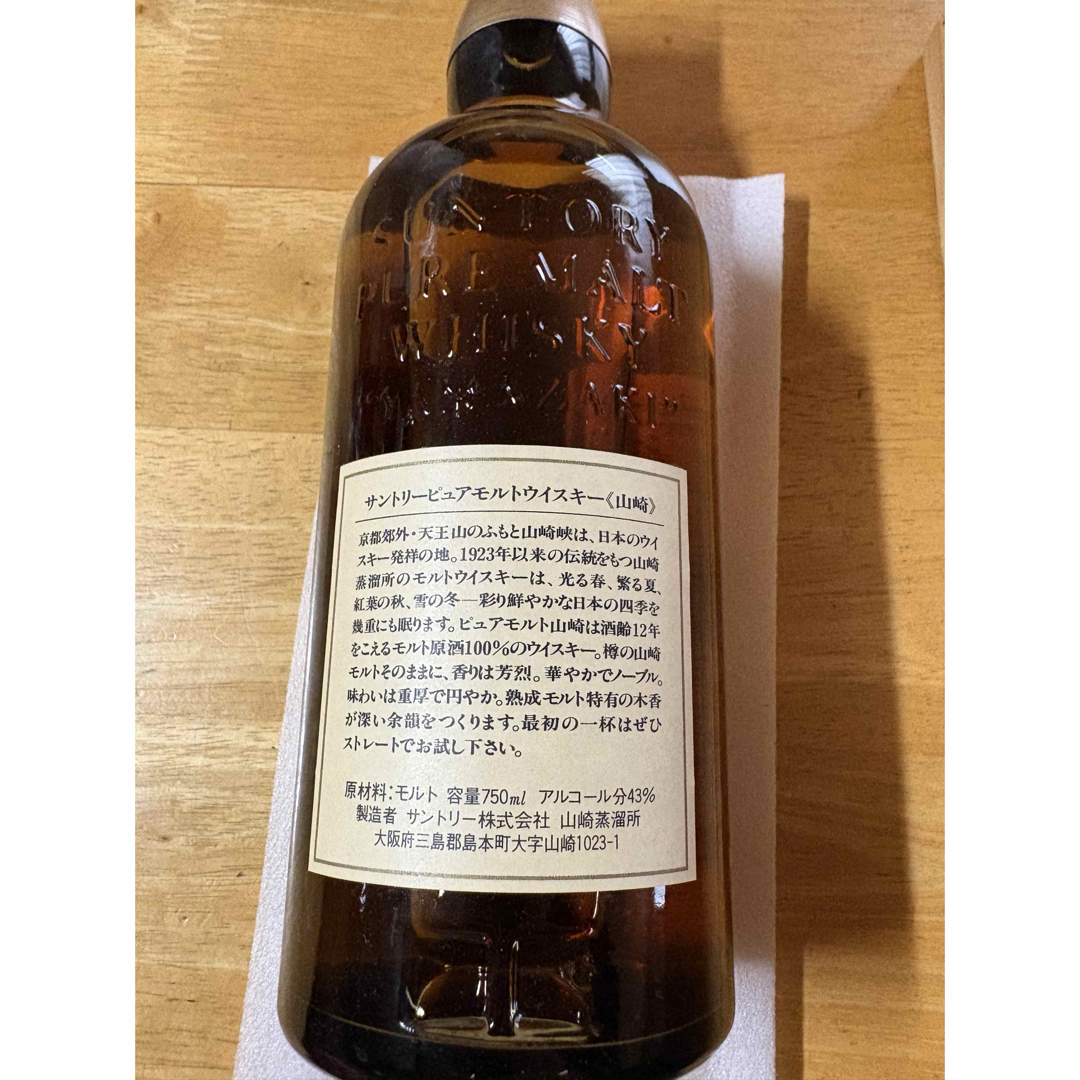 SUNTORY
PURE MALT
WHISKY
"YAMAZAKI"
サントリーピュアモルトウイスキー《山崎》
京都郊外・天王山のふもと山崎峡は、日本のウイ
スキー発祥の地。1923年以来の伝統をもつ山崎
蒸溜所のモルトウイスキーは、光る春、繁る夏、
紅葉の秋、雪の冬―彩り鮮やかな日本の四季を
幾重にも眠ります。ピュアモルト山崎は酒齢12年
をこえるモルト原酒100%のウイスキー。樽の山崎
モルトそのままに、香りは芳烈。華やかでノーブル。
味わいは重厚で円やか。熟成モルト特有の木香
が深い余韻をつくります。最初の一杯はぜひ
ストレートでお試し下さい。
原材料:モルト 容量750ml アルコール分43%
製造者 サントリー株式会社 山崎蒸溜所
大阪府三島郡島本町大字山崎1023-1